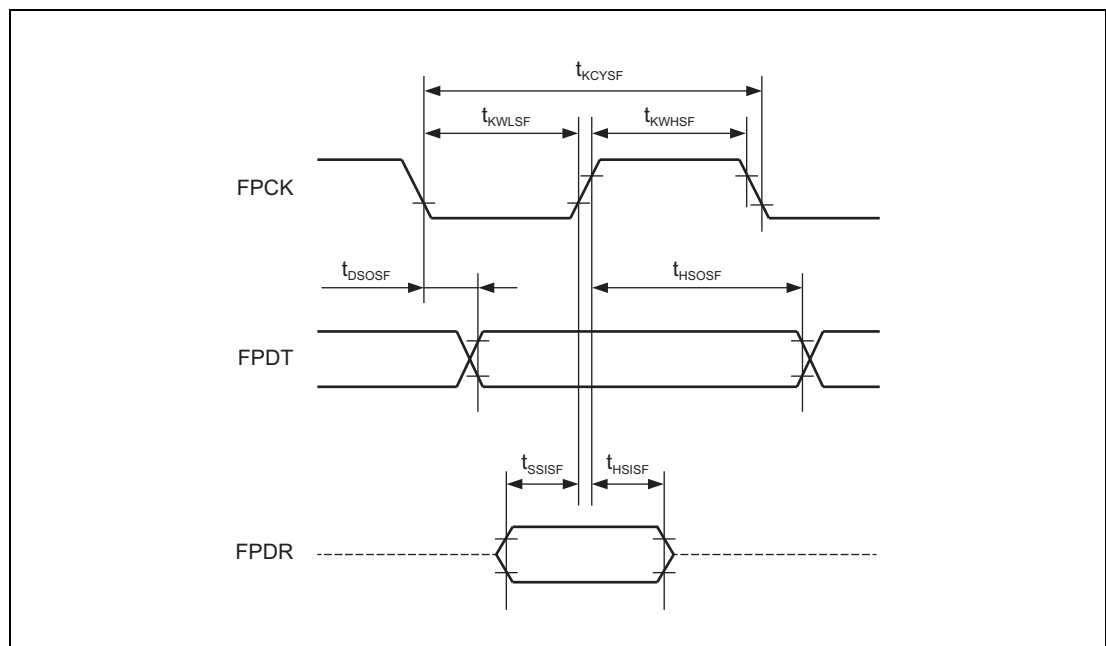 tKCYSF
tKWLSF tKWHSF
FPCK
tDSOSF tHSOSF
FPDT
tSSISF tHSISF
FPDR